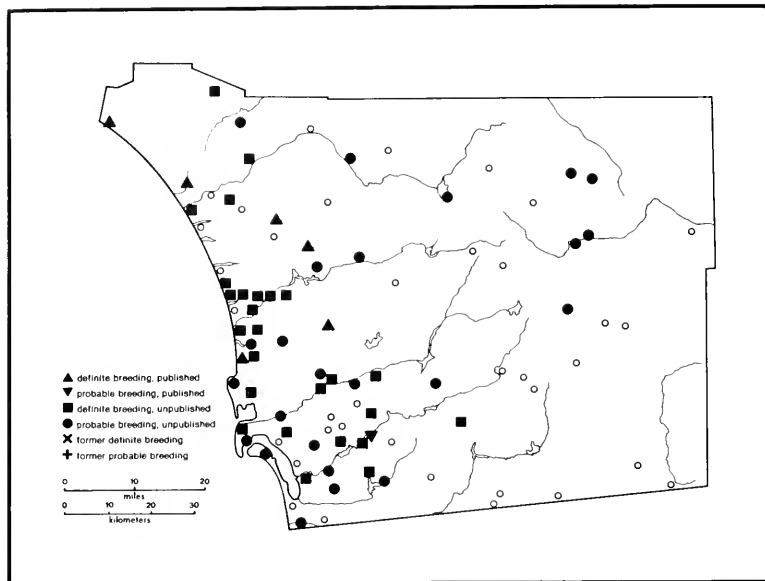 definite breeding, published
probable breeding, published
definite breeding, unpublished
probable breeding, unpublished
former definite breeding
former probable breeding
0 10 20
miles
0 10 20 30
kilometers